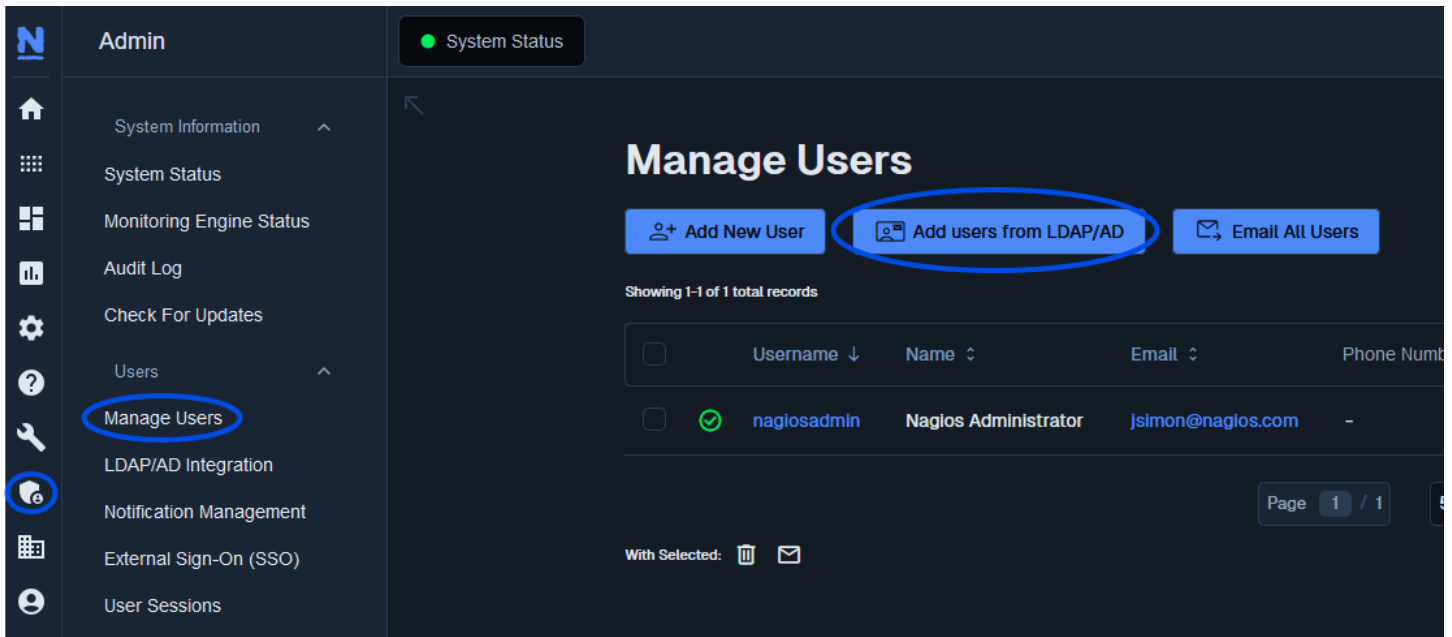 N
Admin
System Status
System Information
System Status
Monitoring Engine Status
Audit Log
Check For Updates
Users
Manage Users
LDAP/AD Integration
Notification Management
External Sign-On (SSO)
User Sessions
Manage Users
Add New User
Add users from LDAP/AD
Email All Users
Showing 1-1 of 1 total records
Username Name Email Phone Numb
nagiosadmin Nagios Administrator jsimon@nagios.com -
Page 1 / 1
With Selected: